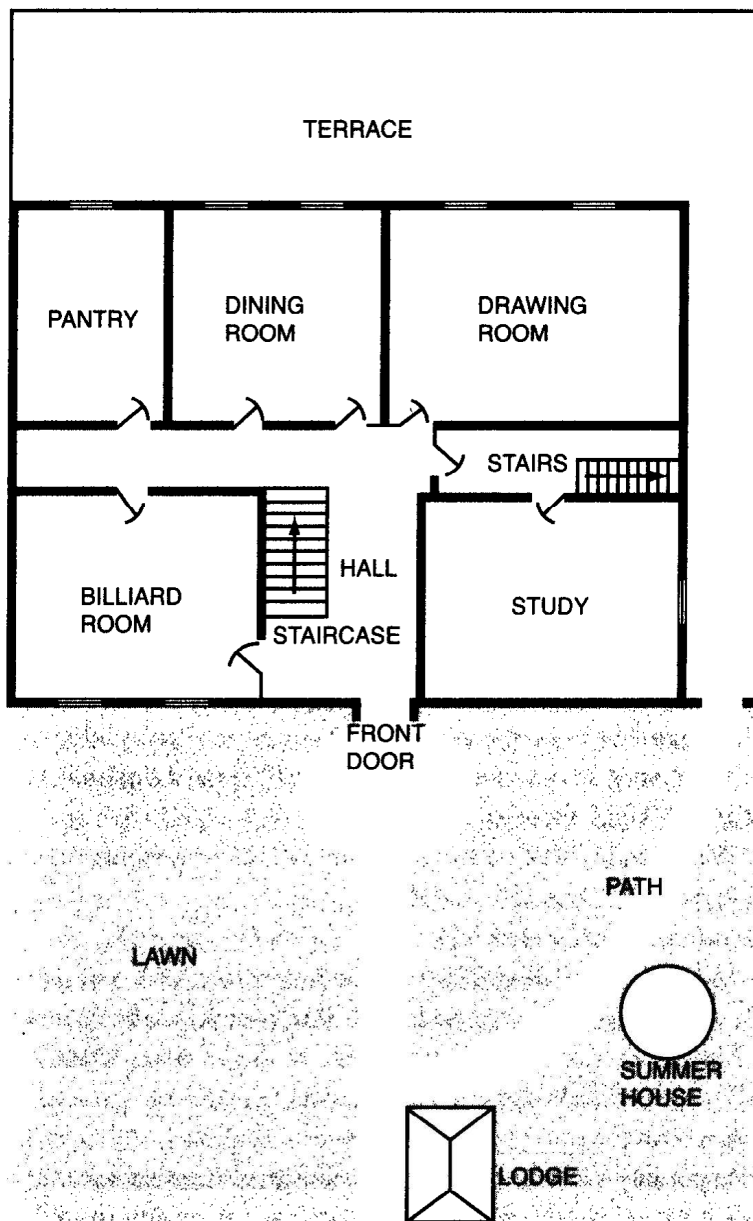 TERRACE
PANTRY
DINING
ROOM
DRAWING
ROOM
STAIRS
HALL
BILLIARD
ROOM
STUDY
STAIRCASE
FRONT
DOOR
PATH
LAWN
SUMMER
HOUSE
LODGE